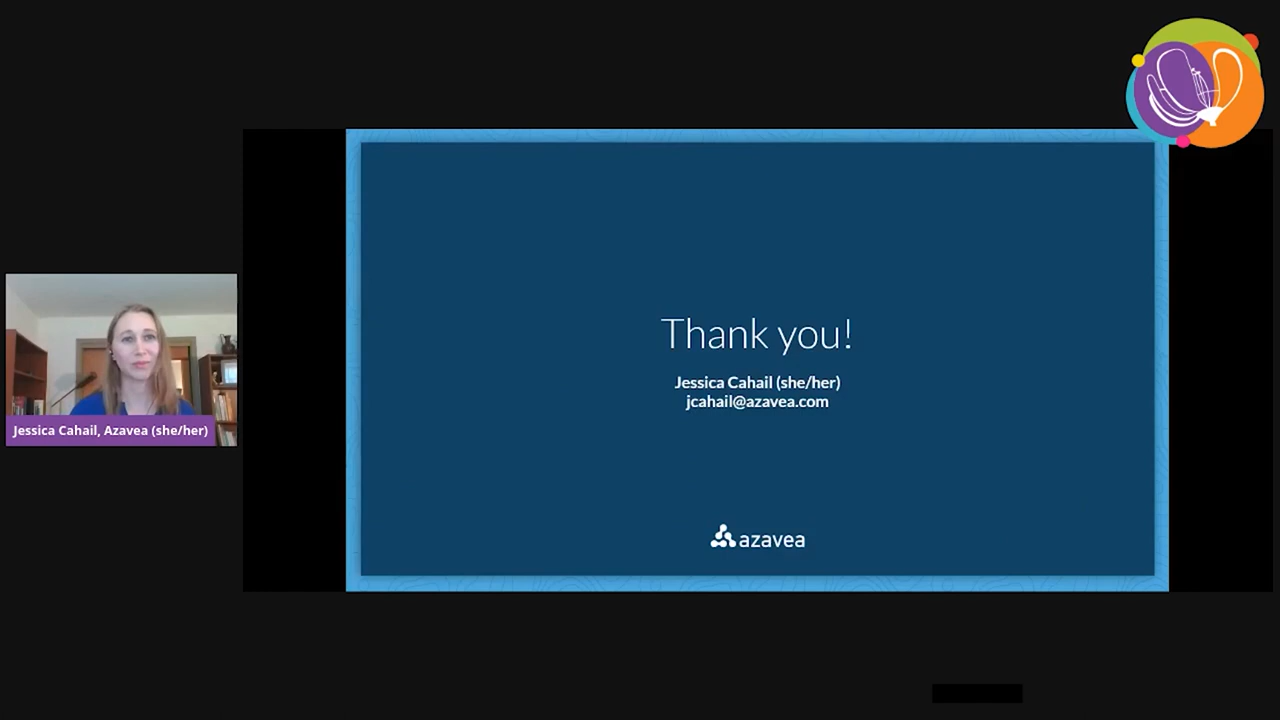 Thank you!
Jessica Cahail (she/her)
jcahail@azavea.com
azavea
Jessica Cahail, Azavea (she/her)